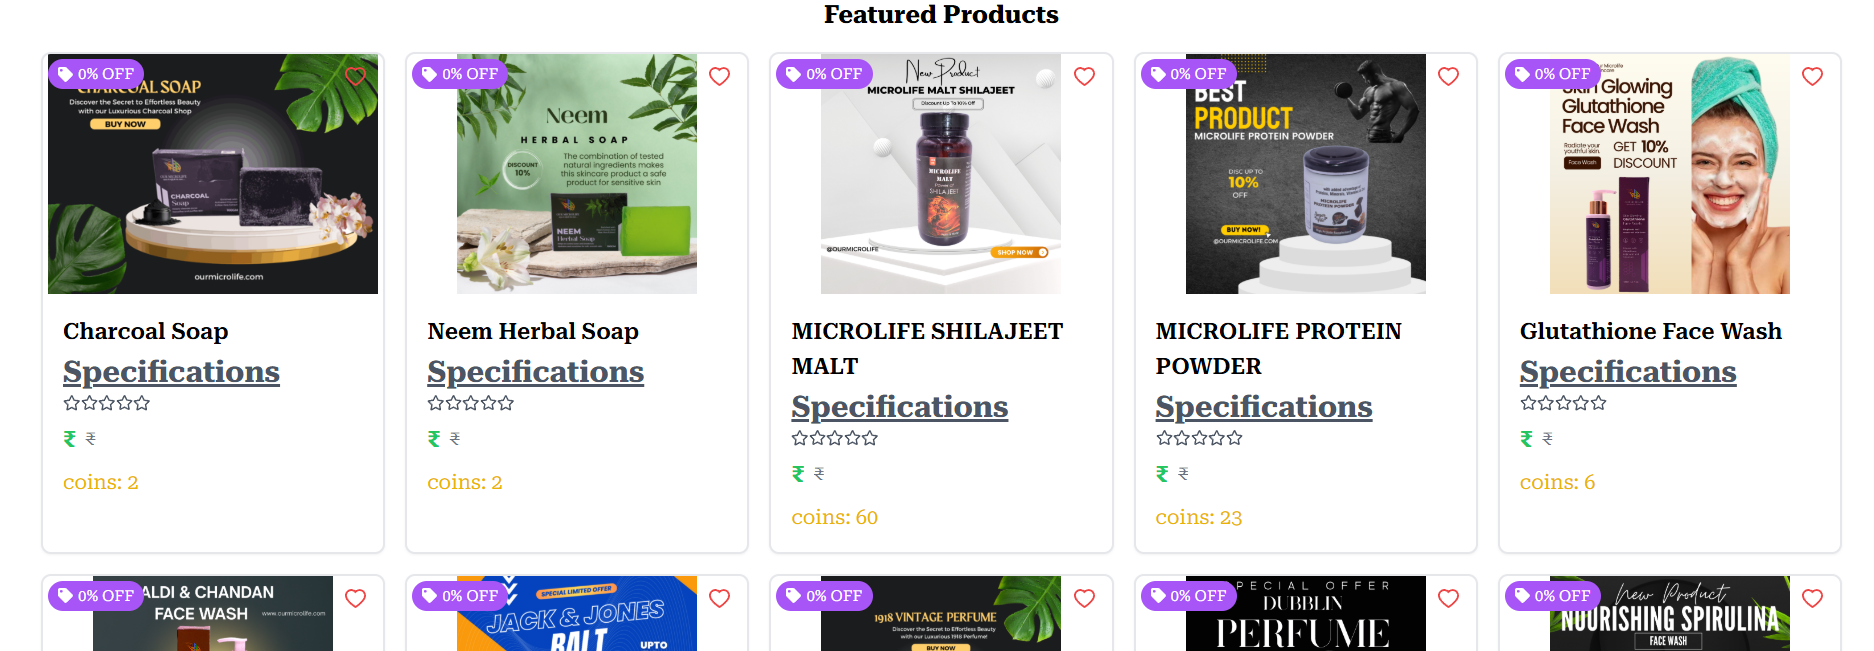 Featured Products
0% OFF
CHARCOAL SOAP
Discover the Secret to Effortless Beauty
with our Luxurious Charcoal Shop
BUY NOW
CHARCOAL
Soap
ourmicrolife.com
Charcoal Soap
Specifications
₹ ₹
coins: 2
0% OFF
Neem
HERBAL SOAP
DISCOUNT
10%
The combination of tested
natural ingredients makes
this skincare product a safe
product for sensitive skin
NEEM
Herbal Soap
Neem Herbal Soap
Specifications
₹ ₹
coins: 2
0% OFF
New Product
MICROLIFE MALT SHILAJEET
Discount Up To 10% Off
MICROLIFE
MALT
SHILAJEET
@OURMICROLIFE
SHOP NOW
MICROLIFE SHILAJEET
MALT
Specifications
₹ ₹
coins: 60
0% OFF
BEST
PRODUCT
MICROLIFE PROTEIN POWDER
DISC UP TO
10%
OFF
MICROLIFE
PROTEIN POWDER
BUY NOW!
@OURMICROLIFE.COM
MICROLIFE PROTEIN
POWDER
Specifications
₹ ₹
coins: 23
0% OFF
Skin Glowing
Glutathione
Face Wash
Radiate your
youthful skin.
Face Wash
GET 10%
DISCOUNT
Glutathione Face Wash
Specifications
₹ ₹
coins: 6
0% OFF
ALDI & CHANDAN
FACE WASH
www.ourmicrolife.com
0% OFF
SPECIAL LIMITED OFFER
JACK & JONES
BALT
UPTO
0% OFF
1918 VINTAGE PERFUME
Discover the Secret to Effortless Beauty
with our Luxurious 1918 Perfume!
BUY NOW
0% OFF
PECIAL OFFER
DUBBLIN
PERFUME
0% OFF
New Product
NOURISHING SPIRULINA
FACE WASH